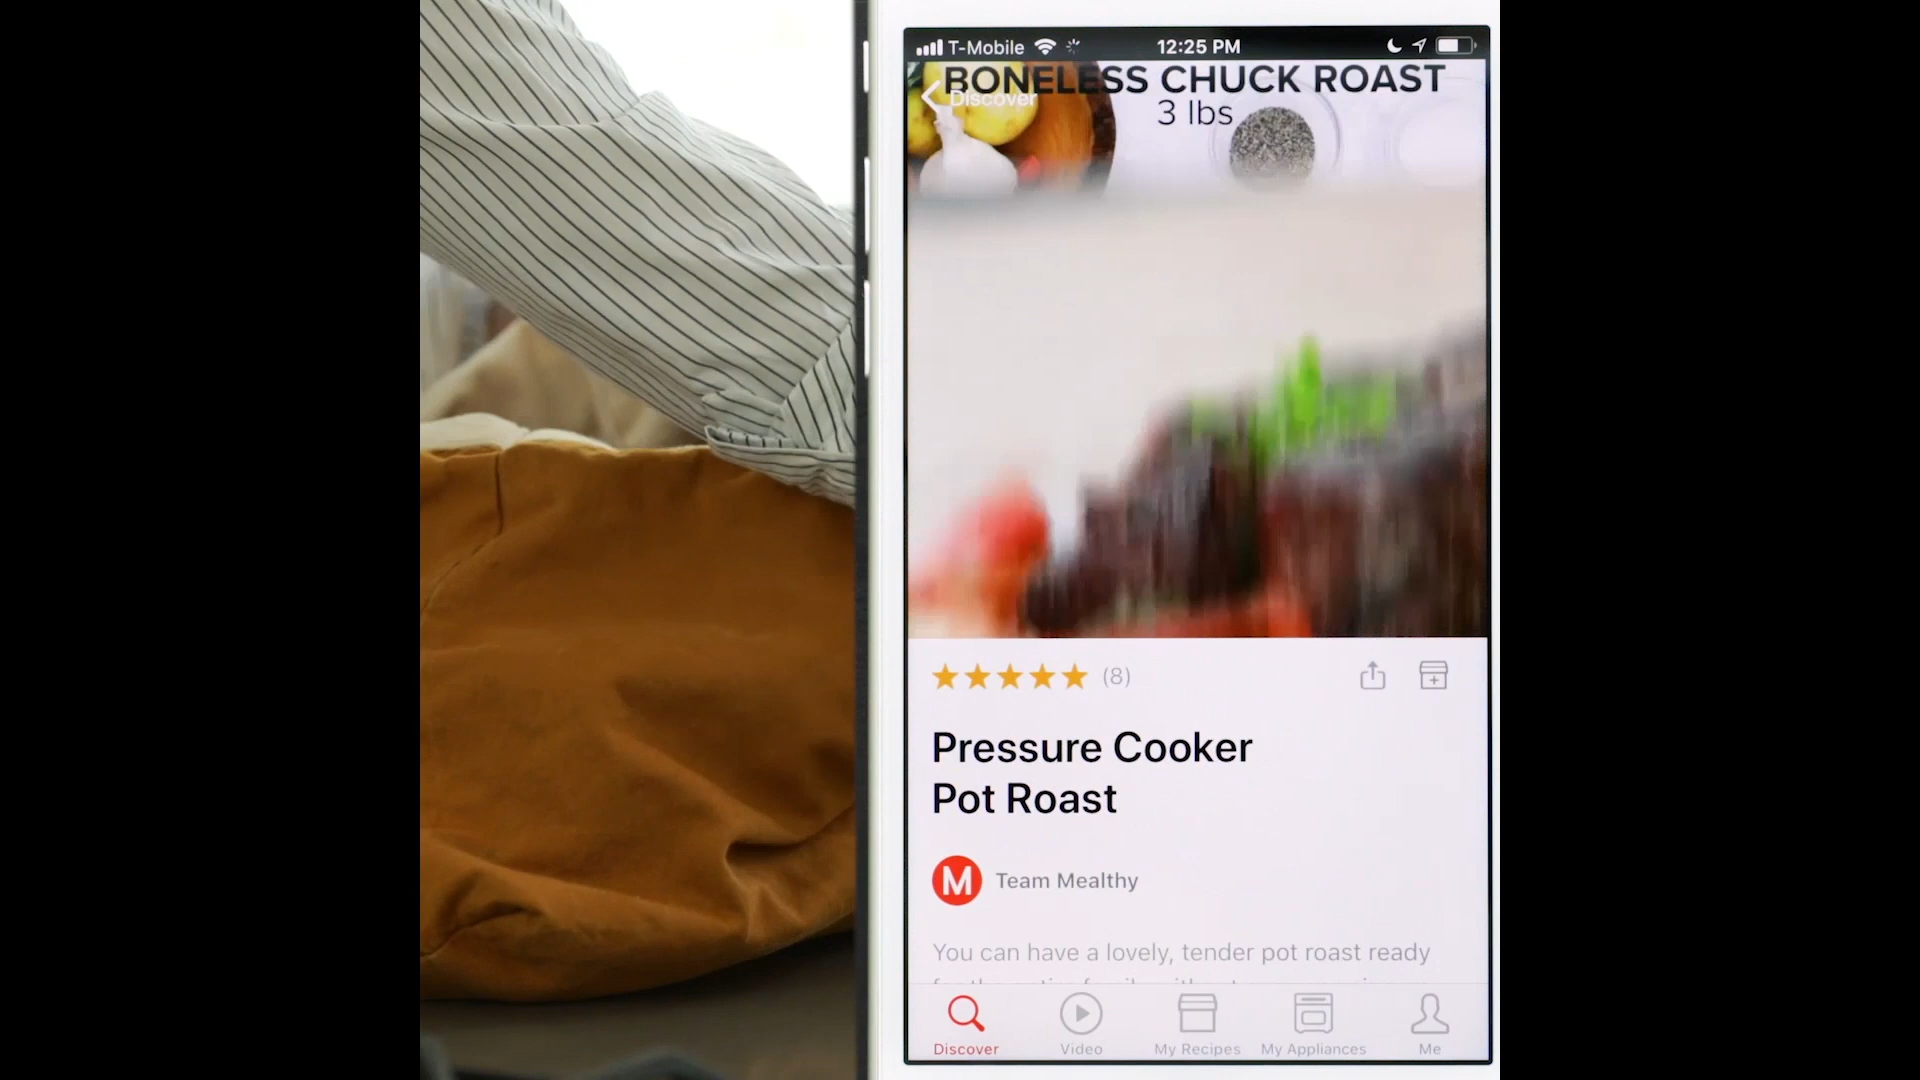 T-Mobile 12:25 PM
BONELESS CHUCK ROAST
Discover
3 lbs
(8)
Pressure Cooker
Pot Roast
M Team Mealthy
You can have a lovely, tender pot roast ready
Discover Video My Recipes My Appliances Me